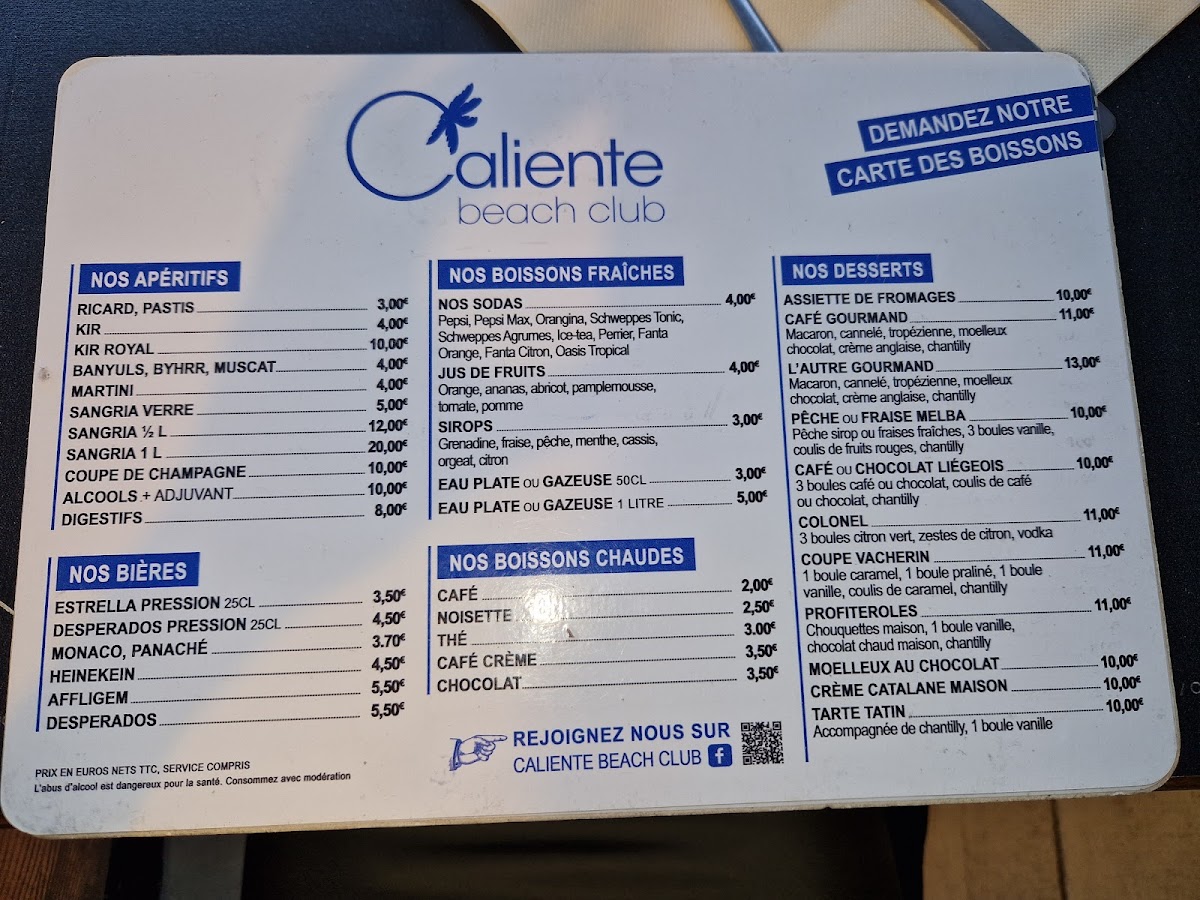 Caliente
beach club
DEMANDEZ NOTRE
CARTE DES BOISSONS
NOS APÉRITIFS
RICARD, PASTIS 3,00€
KIR 4,00€
KIR ROYAL 10,00€
BANYULS, BYHRR, MUSCAT 4,00€
MARTINI 4,00€
SANGRIA VERRE 5,00€
SANGRIA ½ L 12,00€
SANGRIA 1 L 20,00€
COUPE DE CHAMPAGNE 10,00€
ALCOOLS + ADJUVANT 10,00€
DIGESTIFS 8,00€
NOS BIÈRES
ESTRELLA PRESSION 25CL 3,50€
DESPERADOS PRESSION 25CL 4,50€
MONACO, PANACHÉ 3.70€
HEINEKEIN 4,50€
AFFLIGEM 5,50€
DESPERADOS 5,50€
PRIX EN EUROS NETS TTC, SERVICE COMPRIS
L'abus d'alcool est dangereux pour la santé. Consommez avec modération
NOS BOISSONS FRAÎCHES
NOS SODAS 4,00€
Pepsi, Pepsi Max, Orangina, Schweppes Tonic,
Schweppes Agrumes, Ice-tea, Perrier, Fanta
Orange, Fanta Citron, Oasis Tropical
JUS DE FRUITS 4,00€
Orange, ananas, abricot, pamplemousse,
tomate, pomme
SIROPS 3,00€
Grenadine, fraise, pêche, menthe, cassis,
orgeat, citron
EAU PLATE OU GAZEUSE 50CL 3,00€
EAU PLATE OU GAZEUSE 1 LITRE 5,00€
NOS BOISSONS CHAUDES
CAFÉ 2,00€
NOISETTE 2,50€
THÉ 3.00€
CAFÉ CRÈME 3,50€
CHOCOLAT 3,50€
REJOIGNEZ NOUS SUR
CALIENTE BEACH CLUB f
NOS DESSERTS
ASSIETTE DE FROMAGES 10,00€
CAFÉ GOURMAND 11,00€
Macaron, cannelé, tropézienne, moelleux
chocolat, crème anglaise, chantilly
L'AUTRE GOURMAND 13,00€
Macaron, cannelé, tropézienne, moelleux
chocolat, crème anglaise, chantilly
PÊCHE OU FRAISE MELBA 10,00€
Pêche sirop ou fraises fraîches, 3 boules vanille,
coulis de fruits rouges, chantilly
CAFÉ OU CHOCOLAT LIÉGEOIS 10,00€
3 boules café ou chocolat, coulis de café
ou chocolat, chantilly
COLONEL 11,00€
3 boules citron vert, zestes de citron, vodka
COUPE VACHERIN 11,00€
1 boule caramel, 1 boule praliné, 1 boule
vanille, coulis de caramel, chantilly
PROFITEROLES 11,00€
Chouquettes maison, 1 boule vanille,
chocolat chaud maison, chantilly
MOELLEUX AU CHOCOLAT 10,00€
CRÈME CATALANE MAISON 10,00€
TARTE TATIN 10,00€
Accompagnée de chantilly, 1 boule vanille